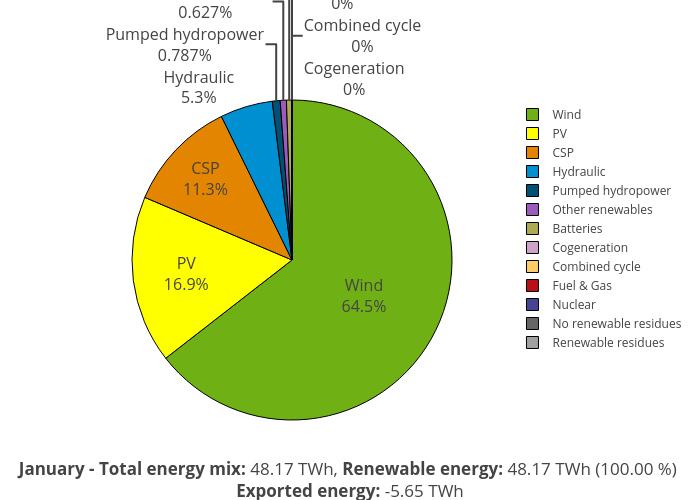 0.627%
Pumped hydropower
0.787%
Hydraulic
5.3%
0%
Combined cycle
0%
Cogeneration
0%
CSP
11.3%
PV
16.9%
Wind
64.5%
Wind
PV
CSP
Hydraulic
Pumped hydropower
Other renewables
Batteries
Cogeneration
Combined cycle
Fuel & Gas
Nuclear
No renewable residues
Renewable residues
January - Total energy mix: 48.17 TWh, Renewable energy: 48.17 TWh (100.00 %)
Exported energy: -5.65 TWh